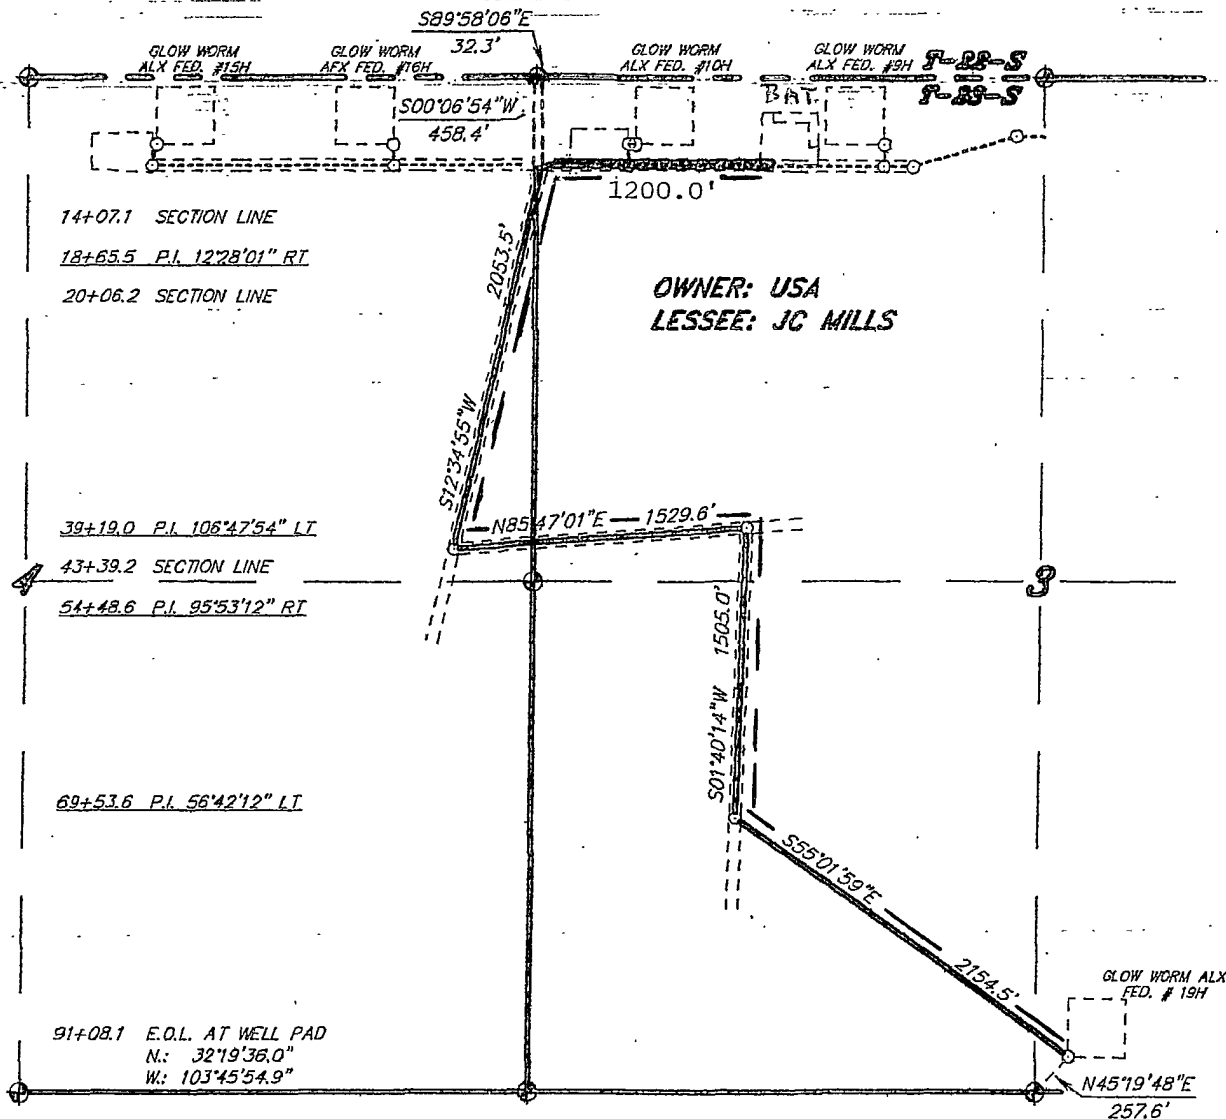 S89°58'06"E
32.3'
GLOW WORM
ALX FED. #15H
GLOW WORM
AFX FED. #16H
GLOW WORM
ALX FED. #10H
GLOW WORM
ALX FED. #9H
T-22-S
T-23-S
S00°06'54"W
458.4'
BAT.
1200.0'
14+07.1 SECTION LINE
18+65.5 P.I. 12°28'01" RT
20+06.2 SECTION LINE
2053.5'
S12°34'55"W
OWNER: USA
LESSEE: JC MILLS
39+19.0 P.I. 106°47'54" LT
43+39.2 SECTION LINE
54+48.6 P.I. 95°53'12" RT
N85°47'01"E 1529.6'
4
3
1505.0'
S01°40'14"W
69+53.6 P.I. 56°42'12" LT
S55°01'59"E
2154.5'
GLOW WORM ALX
FED. # 19H
91+08.1 E.O.L. AT WELL PAD
N.: 32°19'36.0"
W.: 103°45'54.9"
N45°19'48"E
257.6'